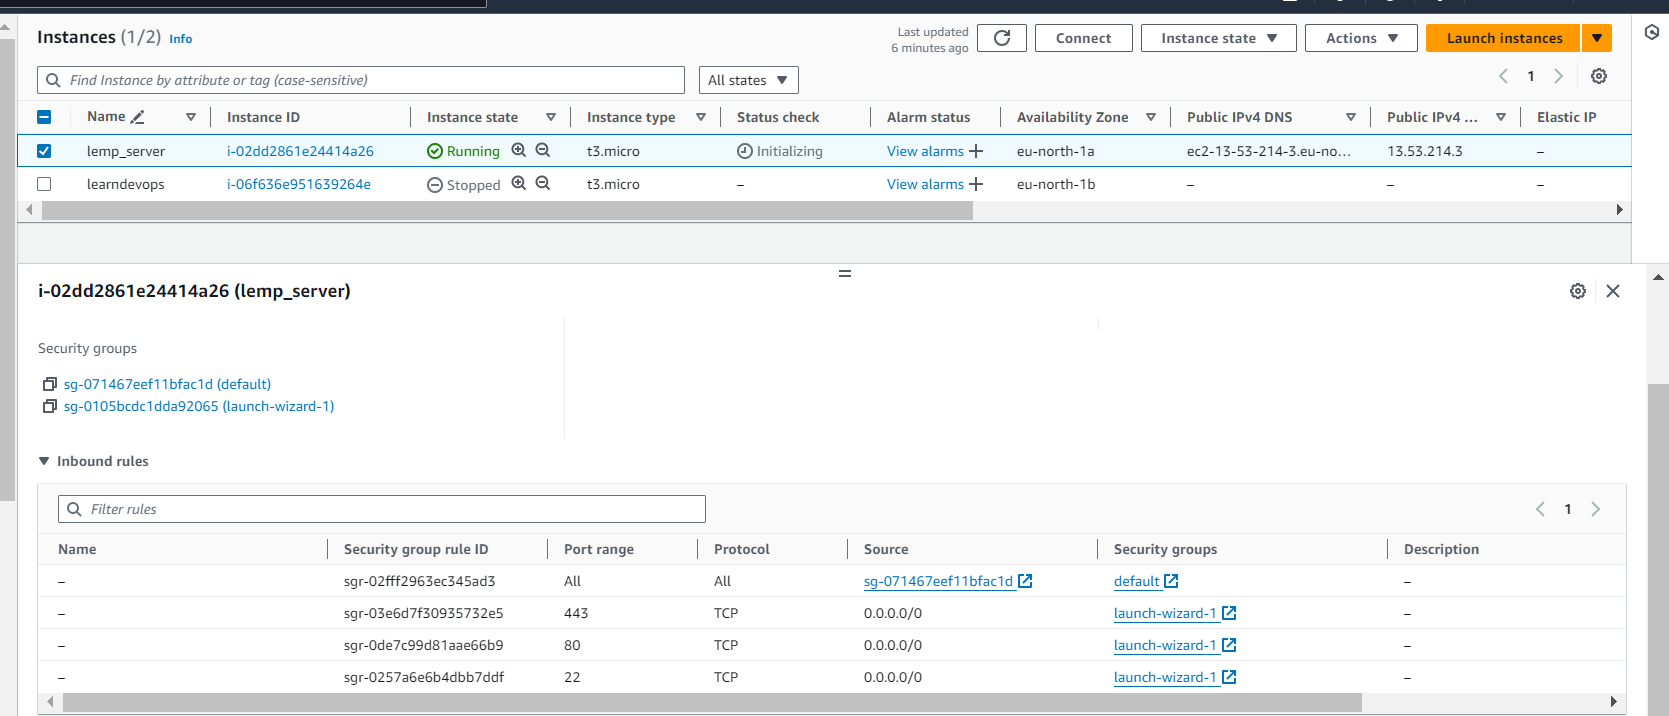 Instances (1/2) Info
Last updated
6 minutes ago
Connect
Instance state
Actions
Launch instances
Find Instance by attribute or tag (case-sensitive)
All states
1
Name Instance ID Instance state Instance type Status check Alarm status Availability Zone Public IPv4 DNS Public IPv4 ... Elastic IP
lemp_server i-02dd2861e24414a26 Running t3.micro Initializing View alarms + eu-north-1a ec2-13-53-214-3.eu-no... 13.53.214.3 –
learndevops i-06f636e951639264e Stopped t3.micro – View alarms + eu-north-1b – – –
i-02dd2861e24414a26 (lemp_server)
Security groups
sg-071467eef11bfac1d (default)
sg-0105bcdc1dda92065 (launch-wizard-1)
Inbound rules
Filter rules
1
Name Security group rule ID Port range Protocol Source Security groups Description
– sgr-02fff2963ec345ad3 All All sg-071467eef11bfac1d default –
– sgr-03e6d7f30935732e5 443 TCP 0.0.0.0/0 launch-wizard-1 –
– sgr-0de7c99d81aae66b9 80 TCP 0.0.0.0/0 launch-wizard-1 –
– sgr-0257a6e6b4dbb7ddf 22 TCP 0.0.0.0/0 launch-wizard-1 –